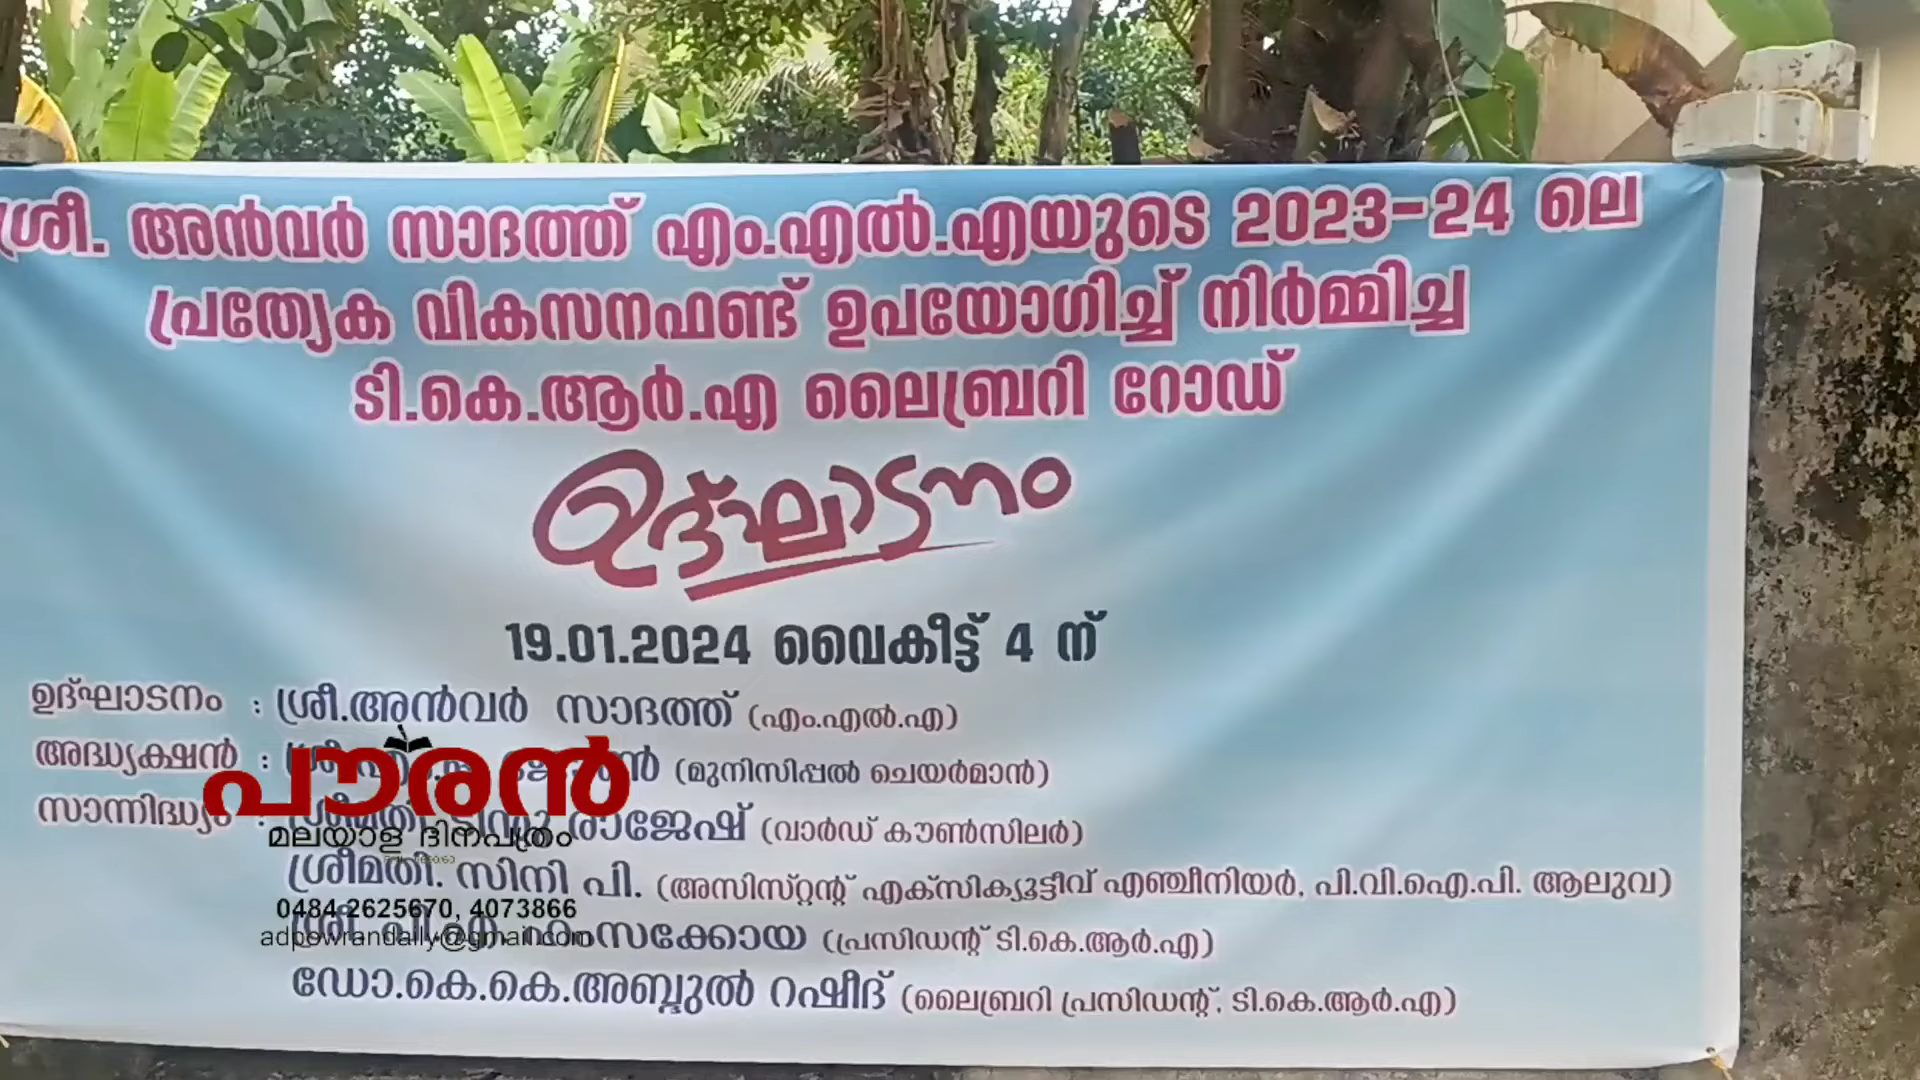 ശ്രീ. അൻവർ സാദത്ത് എം.എൽ.എയുടെ 2023-24 ലെ
പ്രത്യേക വികസനഫണ്ട് ഉപയോഗിച്ച് നിർമ്മിച്ച
ടി.കെ.ആർ.എ ലൈബ്രറി റോഡ്
ഉദ്ഘാടനം
19.01.2024 വൈകീട്ട് 4 ന്
ഉദ്ഘാടനം : ശ്രീ.അൻവർ സാദത്ത് (എം.എൽ.എ)
അദ്ധ്യക്ഷൻ : (മുനിസിപ്പൽ ചെയർമാൻ)
പൗരൻ
സാന്നിദ്ധ്യം : രാജേഷ് (വാർഡ് കൗൺസിലർ)
മലയാള ദിനപത്രം
ശ്രീമതി. സിനി പി. (അസിസ്റ്റന്റ് എക്സിക്യൂട്ടീവ് എഞ്ചിനീയർ, പി.വി.ഐ.പി. ആലുവ)
0484 2625670, 4073866
(പ്രസിഡന്റ് ടി.കെ.ആർ.എ)
adpowrandaily@gmail.com
ഡോ.കെ.കെ.അബ്ദുൽ റഷീദ് (ലൈബ്രറി പ്രസിഡന്റ്, ടി.കെ.ആർ.എ)